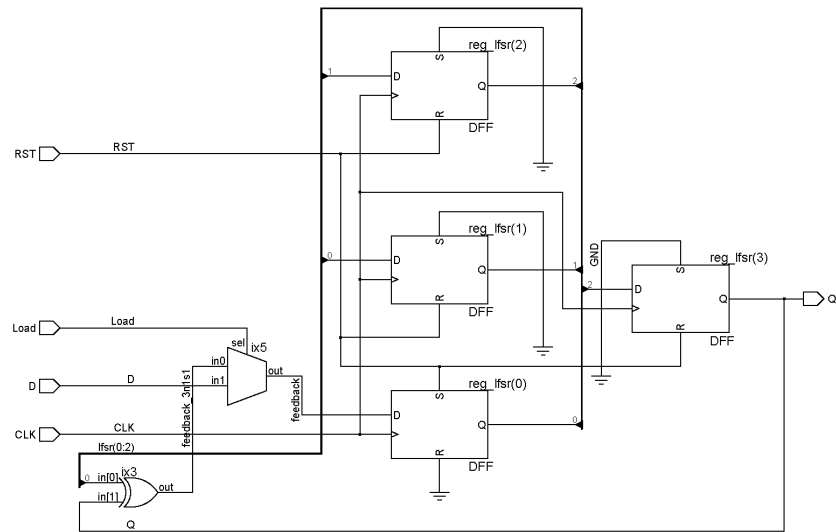 reg_lfsr(2)
S
1
D
Q
2
R
DFF
RST
RST
reg_lfsr(1)
S
0
D
Q
1
R
DFF
GND
reg_lfsr(3)
S
2
D
Q
Q
R
DFF
Load
Load
sel
ix5
in0
out
in1
D
D
feedback_3n1s1
feedback
reg_lfsr(0)
S
D
Q
0
R
DFF
CLK
CLK
lfsr(0:2)
0
in[0]
ix3
out
in[1]
Q